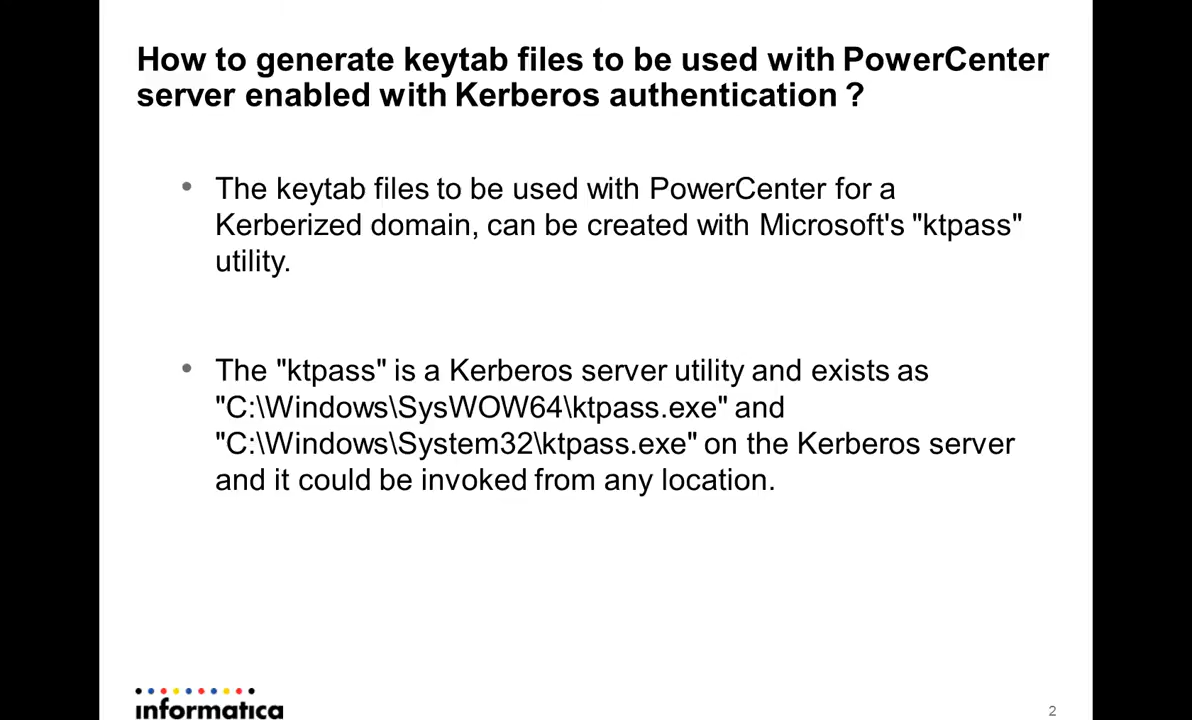 How to generate keytab files to be used with PowerCenter
server enabled with Kerberos authentication ?
• The keytab files to be used with PowerCenter for a
Kerberized domain, can be created with Microsoft's "ktpass"
utility.
• The "ktpass" is a Kerberos server utility and exists as
"C:\Windows\SysWOW64\ktpass.exe" and
"C:\Windows\System32\ktpass.exe" on the Kerberos server
and it could be invoked from any location.
informatica
2